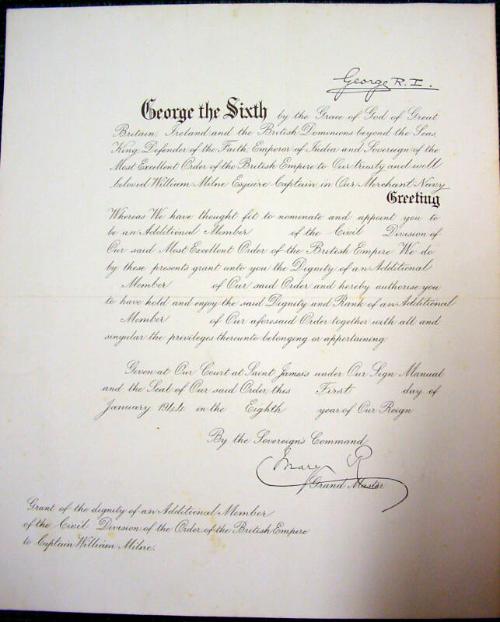 George R.I.
George the Sixth by the Grace of God of Great
Britain, Ireland and the British Dominions beyond the Seas,
King, Defender of the Faith, Emperor of India and Sovereign of the
Most Excellent Order of the British Empire to Our trusty and well
beloved William Milne Esquire Captain in Our Merchant Navy
Greeting
Whereas We have thought fit to nominate and appoint you to
be an Additional Member of the Civil Division of
Our said Most Excellent Order of the British Empire We do
by these presents grant unto you the Dignity of an Additional
Member of Our said Order and hereby authorise you
to have hold and enjoy the said Dignity and Rank of an Additional
Member of Our aforesaid Order together with all and
singular the privileges thereunto belonging or appertaining.
Given at Our Court at Saint James's under Our Sign Manual
and the Seal of Our said Order this First day of
January 1944 in the Eighth year of Our Reign
By the Sovereign's Command,
Mary R
Grand Master
Grant of the dignity of an Additional Member
of the Civil Division of the Order of the British Empire
to Captain William Milne.